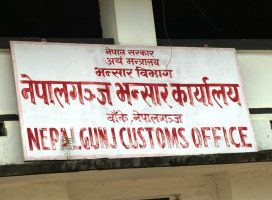 नेपाल सरकार
अर्थ मन्त्रालय
भन्सार विभाग
नेपालगञ्ज भन्सार कार्यालय
बाँके, नेपालगञ्ज
NEPALGUNJ CUSTOMS OFFICE